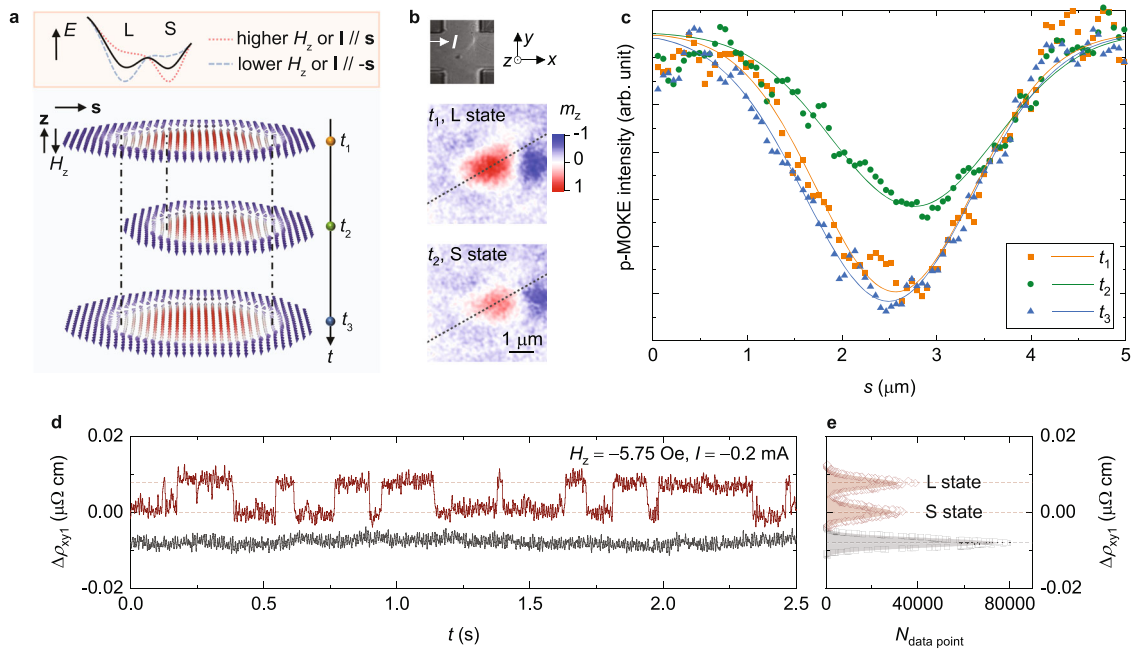 a
E
L
S
higher Hz or I // s
lower Hz or I // -s
s
z
Hz
t1
t2
t3
t
b
I
y
z
x
t1, L state
mz
-1
0
1
t2, S state
1 μm
c
p-MOKE intensity (arb. unit)
t1
t2
t3
0
1
2
3
4
5
s (μm)
d
0.02
0.00
-0.02
Δρxy1 (μΩ cm)
Hz = −5.75 Oe, I = −0.2 mA
0.0
0.5
1.0
1.5
2.0
2.5
t (s)
e
L state
S state
0.02
0.00
-0.02
Δρxy1 (μΩ cm)
0
40000
80000
Ndata point